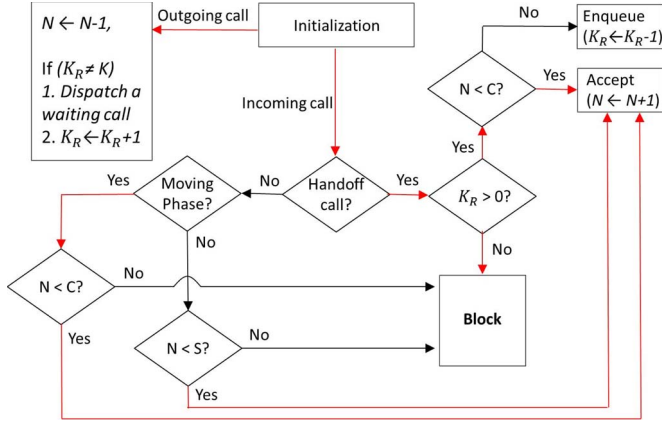 N ← N-1,
If (K_R ≠ K)
1. Dispatch a
waiting call
2. K_R←K_R+1
Outgoing call
Initialization
Incoming call
No
Enqueue
(K_R←K_R-1)
N < C?
Yes
Accept
(N ← N+1)
Yes
Yes
Moving
Phase?
No
Handoff
call?
Yes
K_R > 0?
No
No
N < C?
No
Yes
Block
N < S?
No
Yes